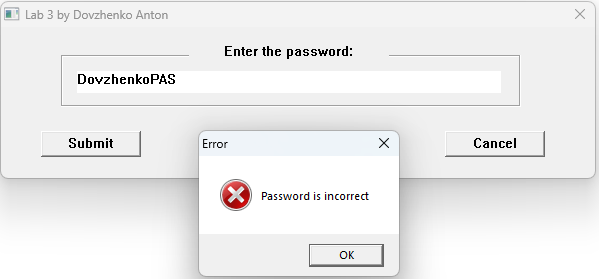 Lab 3 by Dovzhenko Anton
Enter the password:
DovzhenkoPAS
Submit
Cancel
Error
Password is incorrect
OK